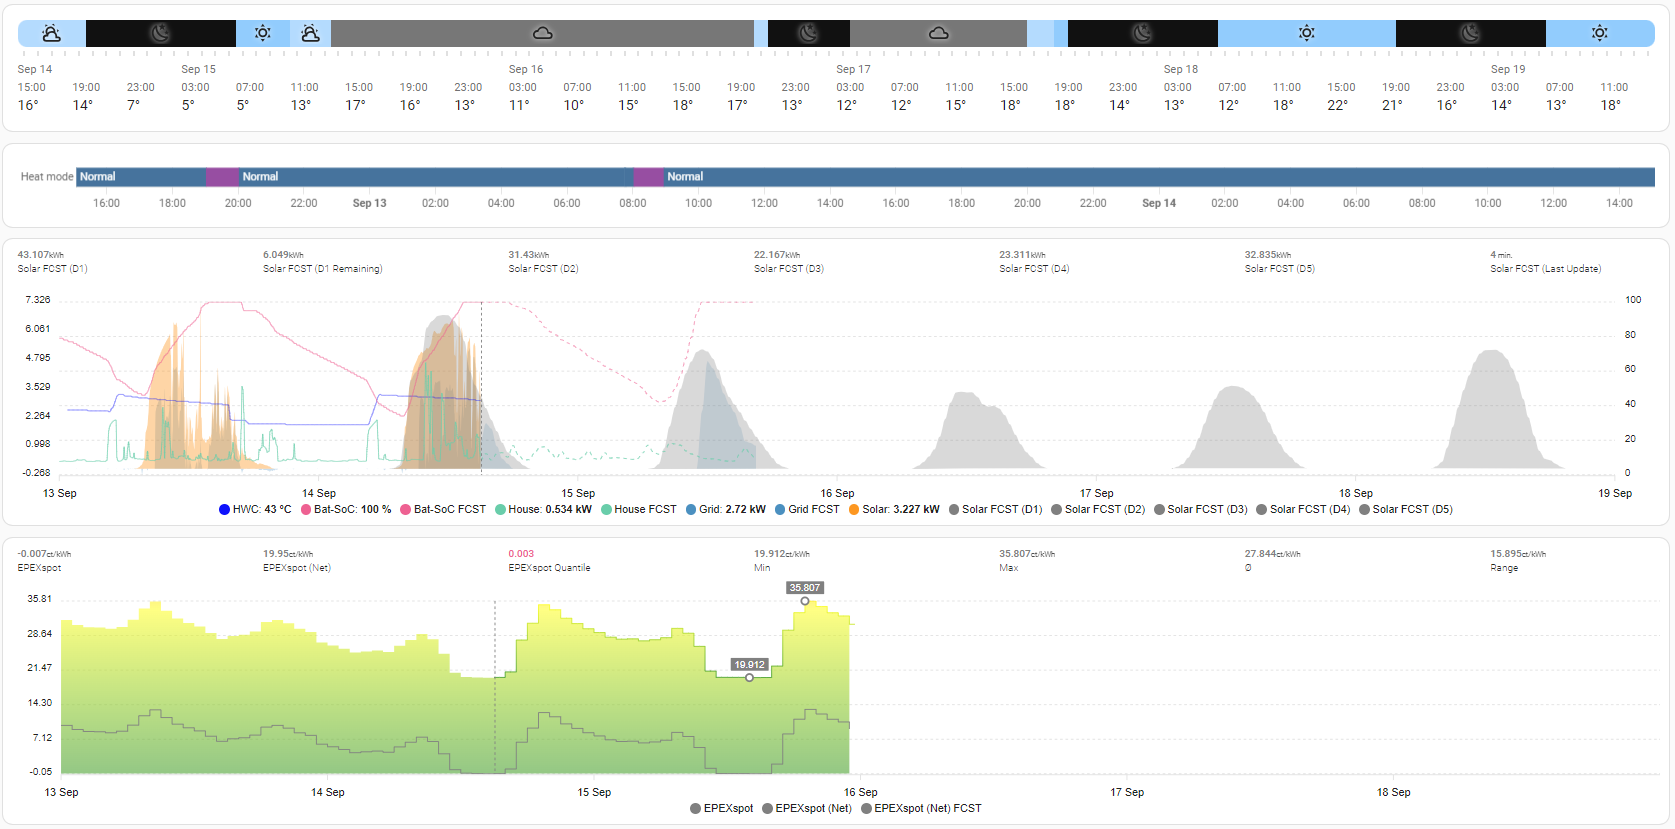 Sep 14 Sep 15 Sep 16 Sep 17 Sep 18 Sep 19
15:00 19:00 23:00 03:00 07:00 11:00 15:00 19:00 23:00 03:00 07:00 11:00 15:00 19:00 23:00 03:00 07:00 11:00 15:00 19:00 23:00 03:00 07:00 11:00 15:00 19:00 23:00 03:00 07:00 11:00
16° 14° 7° 5° 5° 13° 17° 16° 13° 11° 10° 15° 18° 17° 13° 12° 12° 15° 18° 18° 14° 13° 12° 18° 22° 21° 16° 14° 13° 18°
Heat mode Normal Normal Normal
16:00 18:00 20:00 22:00 Sep 13 02:00 04:00 06:00 08:00 10:00 12:00 14:00 16:00 18:00 20:00 22:00 Sep 14 02:00 04:00 06:00 08:00 10:00 12:00 14:00
43.107kWh 6.049kWh 31.43kWh 22.167kWh 23.311kWh 32.835kWh 4 min.
Solar FCST (D1) Solar FCST (D1 Remaining) Solar FCST (D2) Solar FCST (D3) Solar FCST (D4) Solar FCST (D5) Solar FCST (Last Update)
7.326 100
6.061 80
4.795 60
3.529 40
2.264 20
0.998 0
-0.268
13 Sep 14 Sep 15 Sep 16 Sep 17 Sep 18 Sep 19 Sep
HWC: 43 °C Bat-SoC: 100 % Bat-SoC FCST House: 0.534 kW House FCST Grid: 2.72 kW Grid FCST Solar: 3.227 kW Solar FCST (D1) Solar FCST (D2) Solar FCST (D3) Solar FCST (D4) Solar FCST (D5)
-0.007ct/kWh 19.95ct/kWh 0.003 19.912ct/kWh 35.807ct/kWh 27.844ct/kWh 15.895ct/kWh
EPEXspot EPEXspot (Net) EPEXspot Quantile Min Max Ø Range
35.807
35.81
28.64
19.912
21.47
14.30
7.12
-0.05
13 Sep 14 Sep 15 Sep 16 Sep 17 Sep 18 Sep
EPEXspot EPEXspot (Net) EPEXspot (Net) FCST